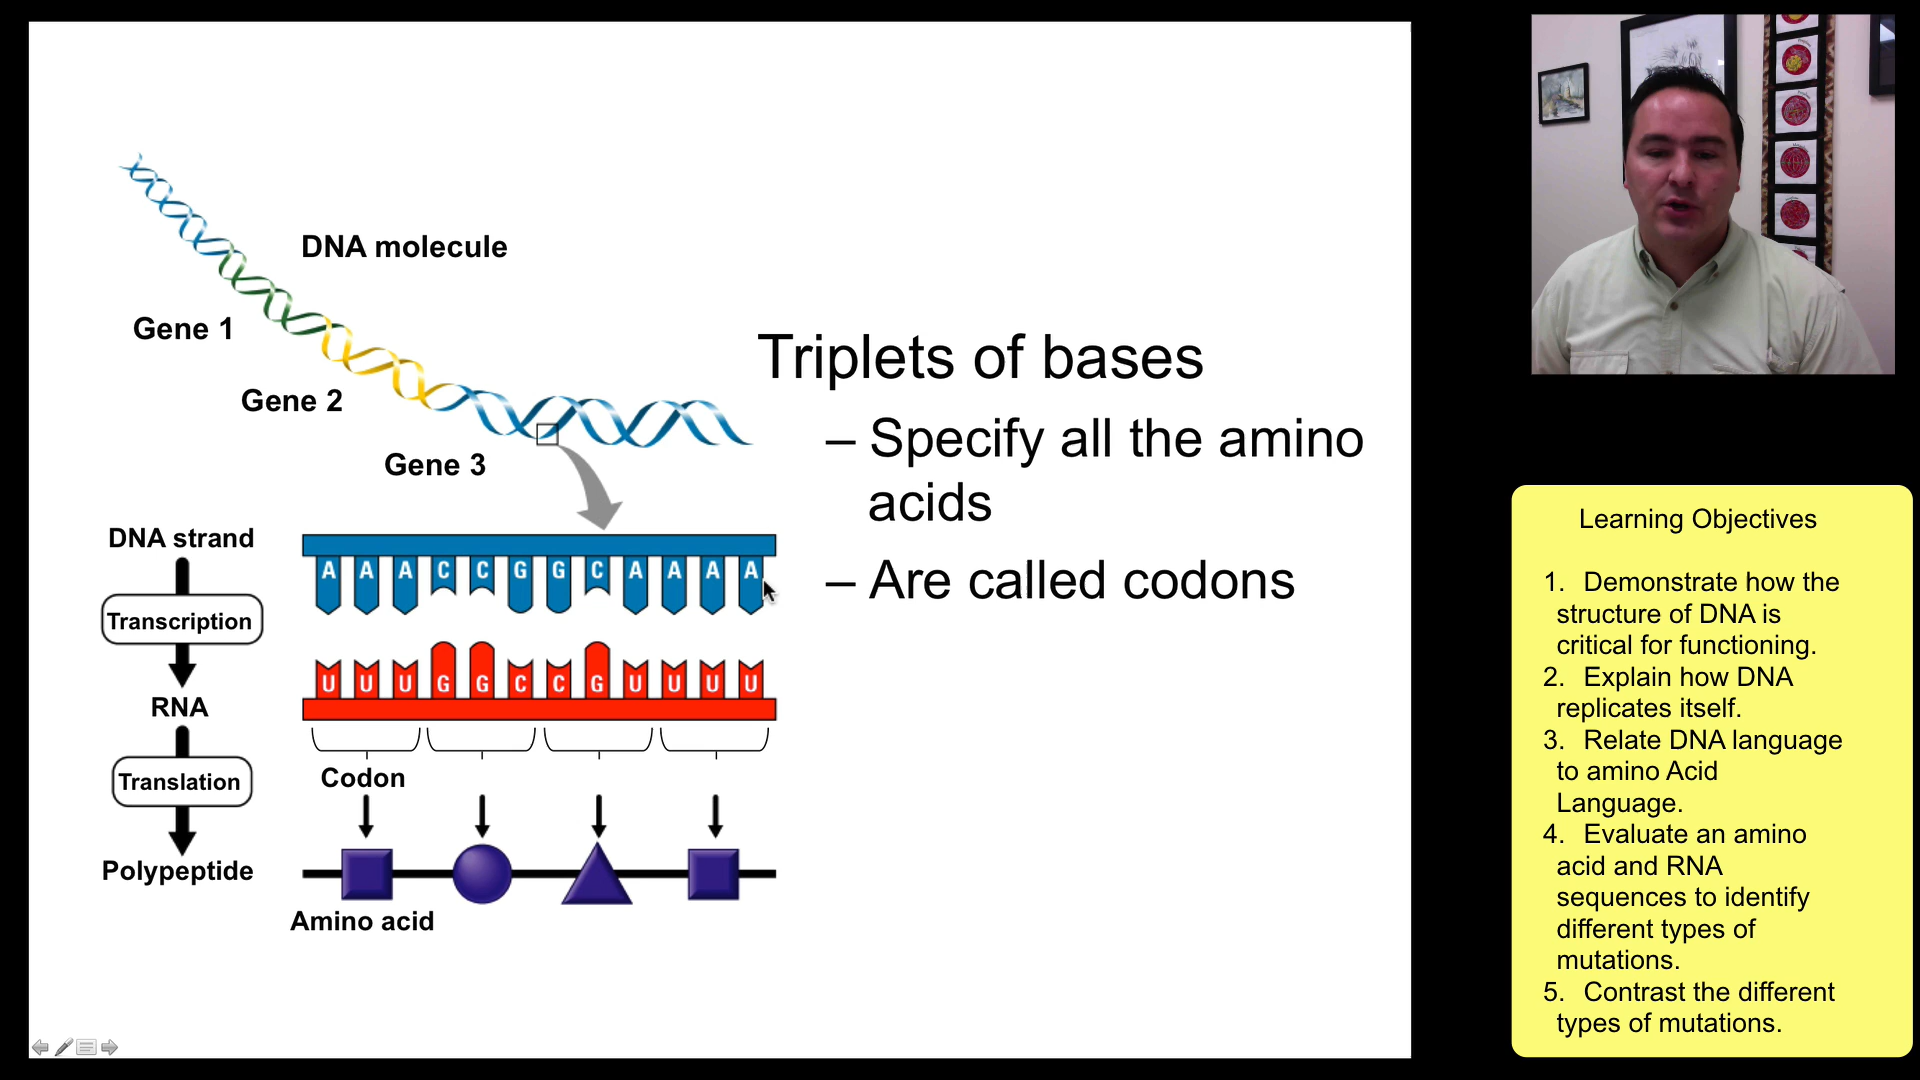 DNA molecule
Gene 1
Gene 2
Gene 3
Triplets of bases
– Specify all the amino
acids
– Are called codons
DNA strand
Transcription
RNA
Translation
Polypeptide
A A A C C G G C A A A A
U U U G G C C G U U U U
Codon
Amino acid
Learning Objectives
1. Demonstrate how the
structure of DNA is
critical for functioning.
2. Explain how DNA
replicates itself.
3. Relate DNA language
to amino Acid
Language.
4. Evaluate an amino
acid and RNA
sequences to identify
different types of
mutations.
5. Contrast the different
types of mutations.